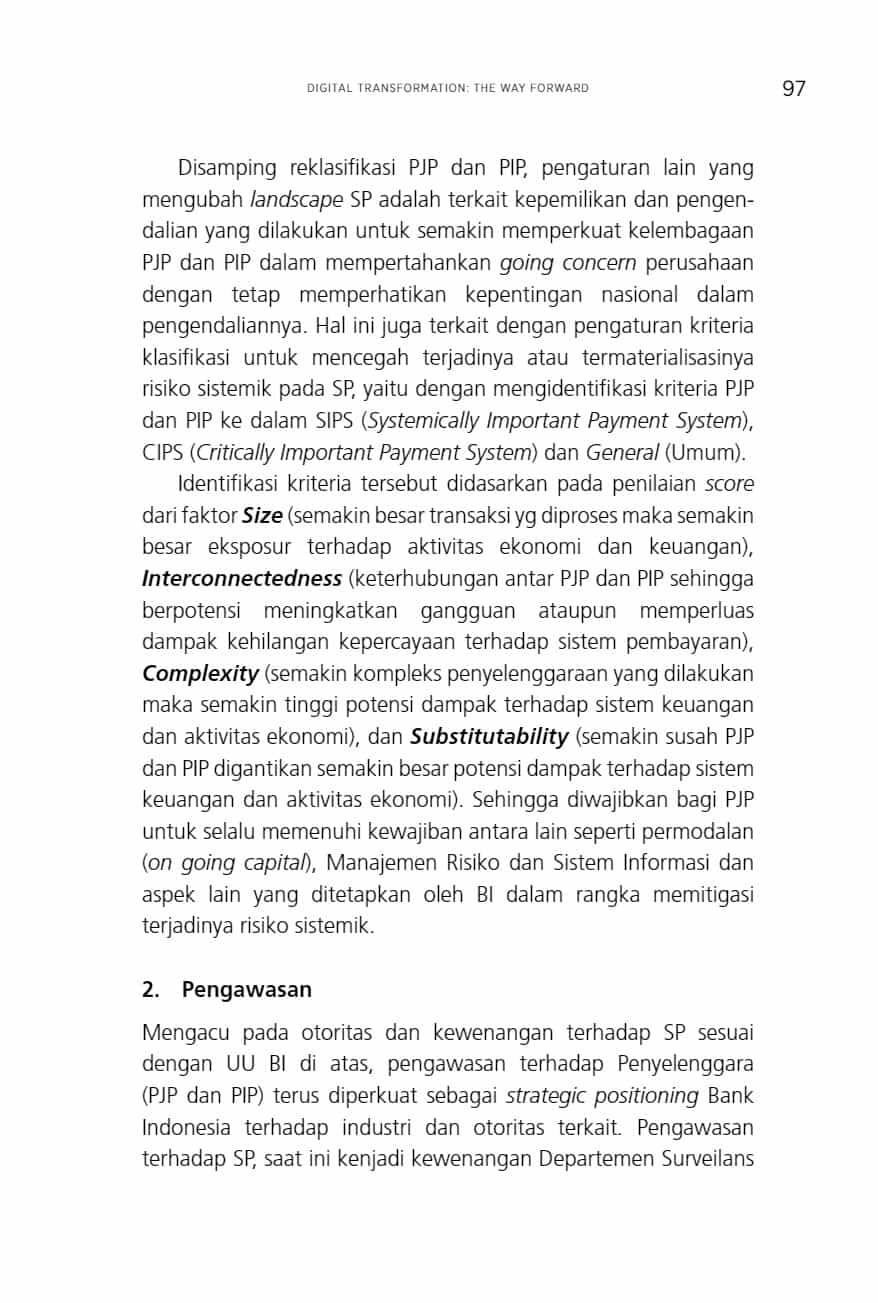 DIGITAL TRANSFORMATION: THE WAY FORWARD
97
Disamping reklasifikasi PJP dan PIP, pengaturan lain yang
mengubah landscape SP adalah terkait kepemilikan dan pengen-
dalian yang dilakukan untuk semakin memperkuat kelembagaan
PJP dan PIP dalam mempertahankan going concern perusahaan
dengan tetap memperhatikan kepentingan nasional dalam
pengendaliannya. Hal ini juga terkait dengan pengaturan kriteria
klasifikasi untuk mencegah terjadinya atau termaterialisasinya
risiko sistemik pada SP, yaitu dengan mengidentifikasi kriteria PJP
dan PIP ke dalam SIPS (Systemically Important Payment System),
CIPS (Critically Important Payment System) dan General (Umum).
Identifikasi kriteria tersebut didasarkan pada penilaian score
dari faktor Size (semakin besar transaksi yg diproses maka semakin
besar eksposur terhadap aktivitas ekonomi dan keuangan),
Interconnectedness (keterhubungan antar PJP dan PIP sehingga
berpotensi meningkatkan gangguan ataupun memperluas
dampak kehilangan kepercayaan terhadap sistem pembayaran),
Complexity (semakin kompleks penyelenggaraan yang dilakukan
maka semakin tinggi potensi dampak terhadap sistem keuangan
dan aktivitas ekonomi), dan Substitutability (semakin susah PJP
dan PIP digantikan semakin besar potensi dampak terhadap sistem
keuangan dan aktivitas ekonomi). Sehingga diwajibkan bagi PJP
untuk selalu memenuhi kewajiban antara lain seperti permodalan
(on going capital), Manajemen Risiko dan Sistem Informasi dan
aspek lain yang ditetapkan oleh BI dalam rangka memitigasi
terjadinya risiko sistemik.
2. Pengawasan
Mengacu pada otoritas dan kewenangan terhadap SP sesuai
dengan UU BI di atas, pengawasan terhadap Penyelenggara
(PJP dan PIP) terus diperkuat sebagai strategic positioning Bank
Indonesia terhadap industri dan otoritas terkait. Pengawasan
terhadap SP, saat ini kenjadi kewenangan Departemen Surveilans